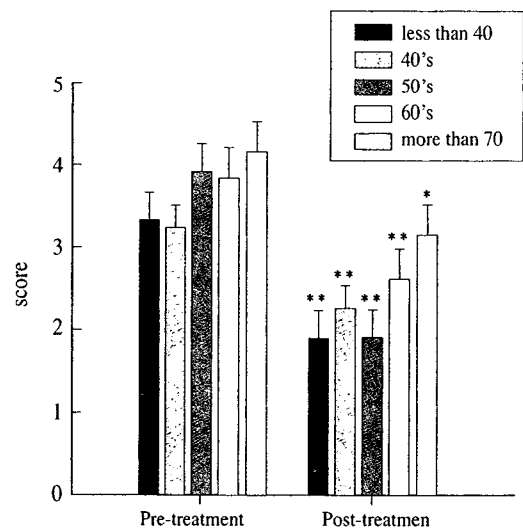 less than 40
40's
50's
60's
more than 70
5
4
3
2
1
0
score
** ** ** ** *
Pre-treatment Post-treatmen